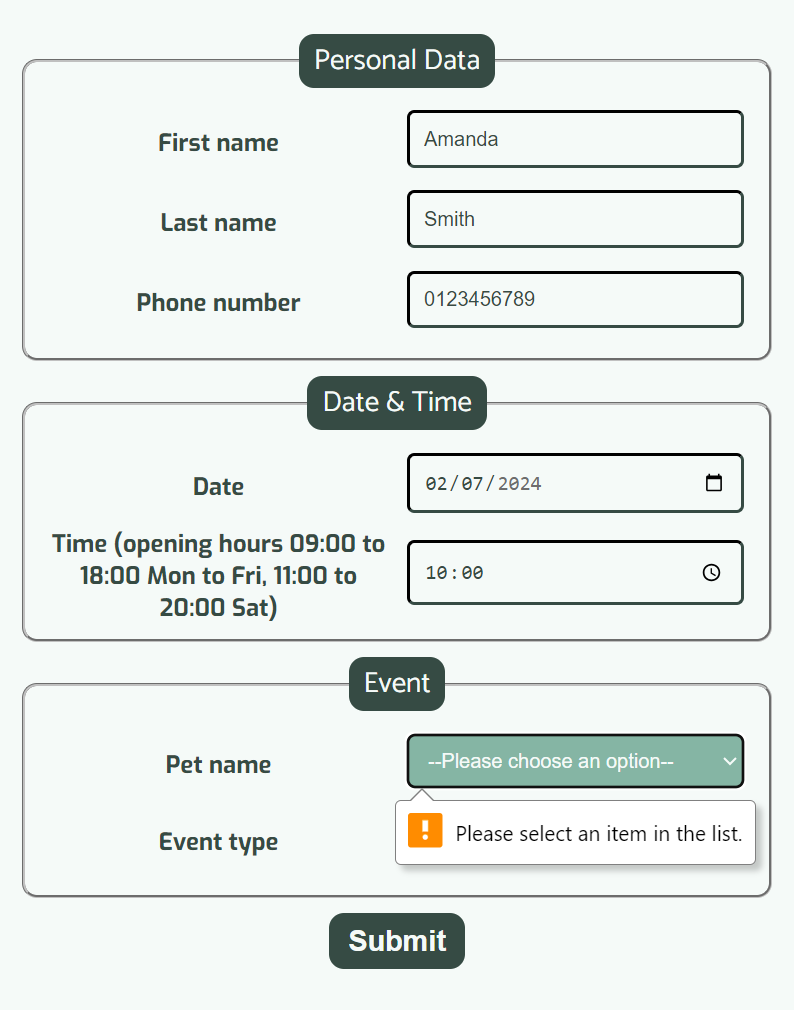 Personal Data
First name
Amanda
Last name
Smith
Phone number
0123456789
Date & Time
Date
02/07/2024
Time (opening hours 09:00 to
18:00 Mon to Fri, 11:00 to
20:00 Sat)
10:00
Event
Pet name
--Please choose an option--
Please select an item in the list.
Event type
Submit